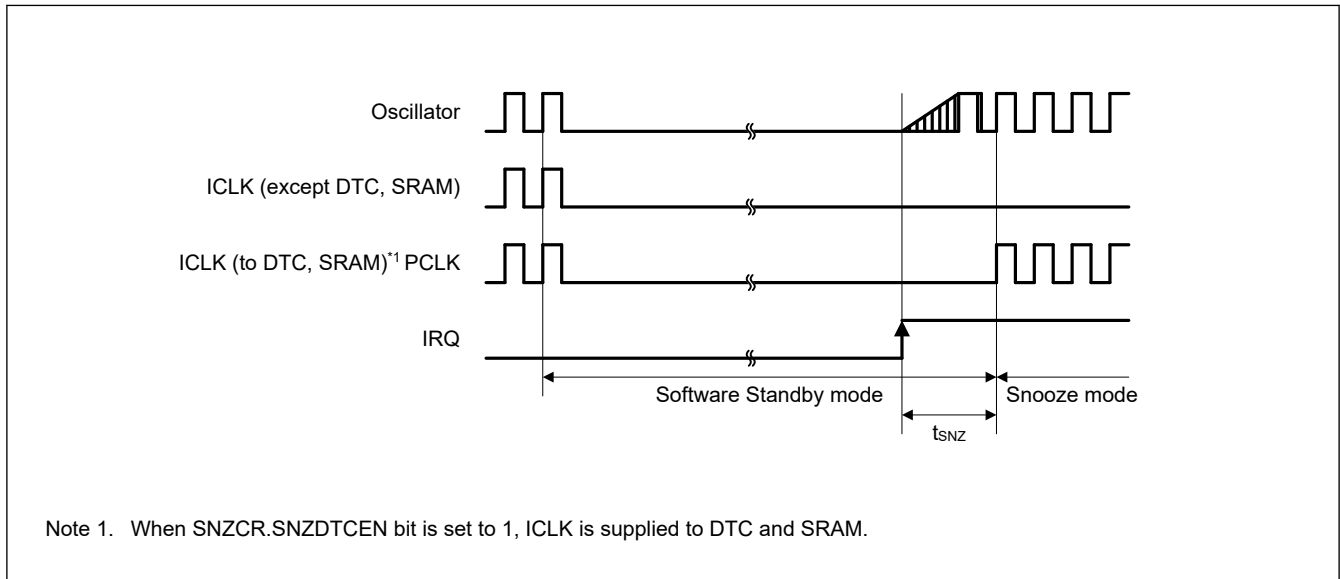 Oscillator
ICLK (except DTC, SRAM)
ICLK (to DTC, SRAM)*1 PCLK
IRQ
Software Standby mode
Snooze mode
tSNZ
Note 1. When SNZCR.SNZDTCEN bit is set to 1, ICLK is supplied to DTC and SRAM.